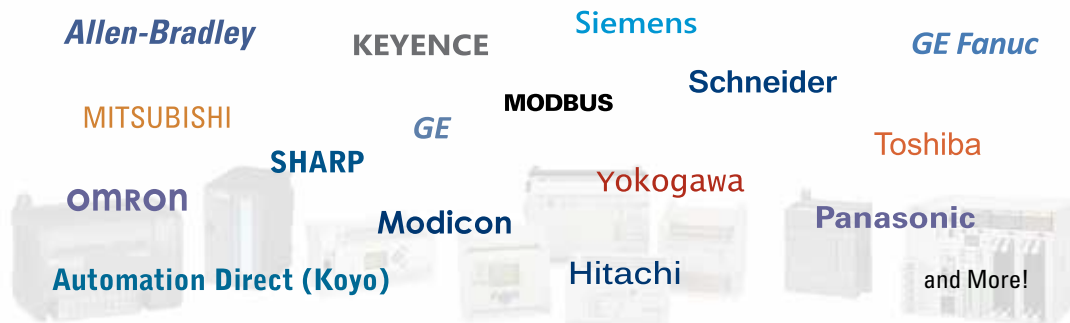 Allen-Bradley
KEYENCE
Siemens
GE Fanuc
Schneider
MODBUS
MITSUBISHI
GE
Toshiba
SHARP
Yokogawa
OMRON
Modicon
Panasonic
Automation Direct (Koyo)
Hitachi
and More!